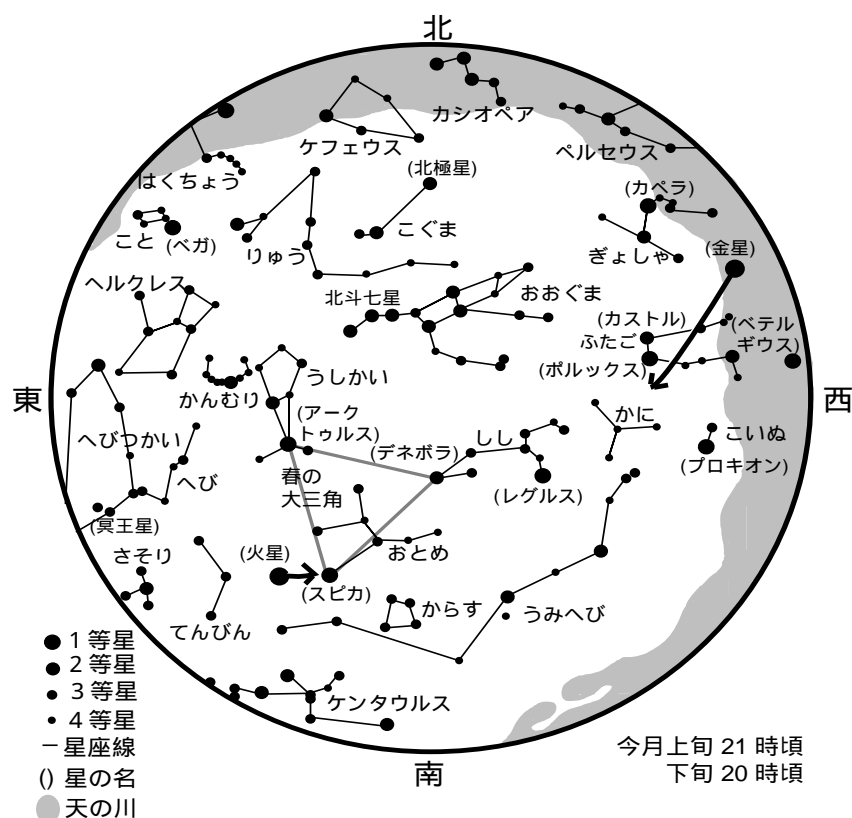 北
カシオペア
ケフェウス
ペルセウス
(北極星)
はくちょう
(カペラ)
こと
(ベガ)
りゅう
こぐま
ぎょしゃ
(金星)
ヘルクレス
北斗七星
おおぐま
(カストル)
ふたご
(ベテル
ギウス)
(ポルックス)
東
西
かんむり
うしかい
(アーク
トゥルス)
(デネボラ)
しし
かに
こいぬ
(プロキオン)
へびつかい
へび
春の
大三角
(レグルス)
(冥王星)
さそり
(火星)
おとめ
(スピカ)
てんびん
からす
うみへび
ケンタウルス
1 等星
2 等星
3 等星
4 等星
星座線
() 星の名
天の川
南
今月上旬 21 時頃
下旬 20 時頃